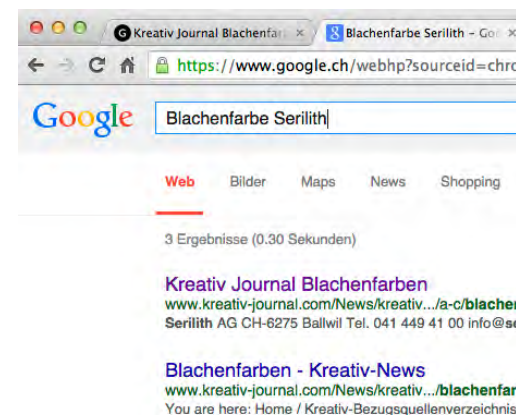 Kreativ Journal Blachenfar
Blachenfarbe Serilith - Go
https://www.google.ch/webhp?sourceid=chro
Google
Blachenfarbe Serilith
Web Bilder Maps News Shopping
3 Ergebnisse (0.30 Sekunden)
Kreativ Journal Blachenfarben
www.kreativ-journal.com/News/kreativ.../a-c/blachen
Serilith AG CH-6275 Ballwil Tel. 041 449 41 00 info@se
Blachenfarben - Kreativ-News
www.kreativ-journal.com/News/kreativ.../blachenfar
You are here: Home / Kreativ-Bezugsquellenverzeichnis